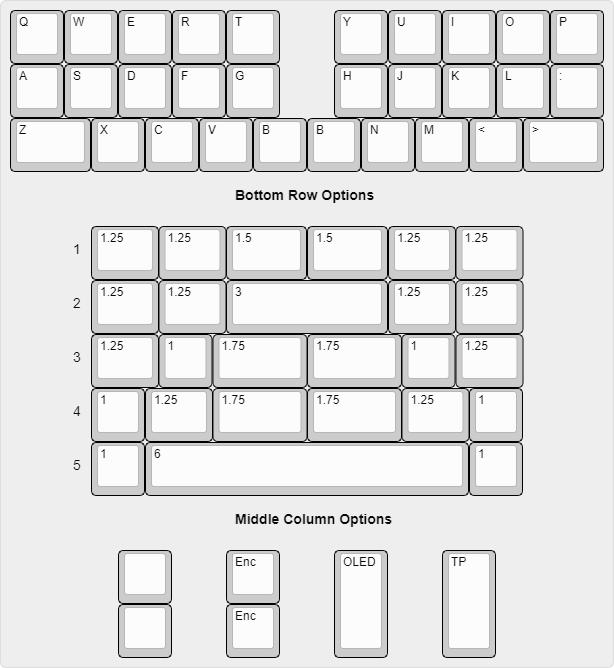 Q W E R T Y U I O P
A S D F G H J K L :
Z X C V B B N M < >
Bottom Row Options
1 1.25 1.25 1.5 1.5 1.25 1.25
2 1.25 1.25 3 1.25 1.25
3 1.25 1 1.75 1.75 1 1.25
4 1 1.25 1.75 1.75 1.25 1
5 1 6 1
Middle Column Options
Enc OLED TP
Enc